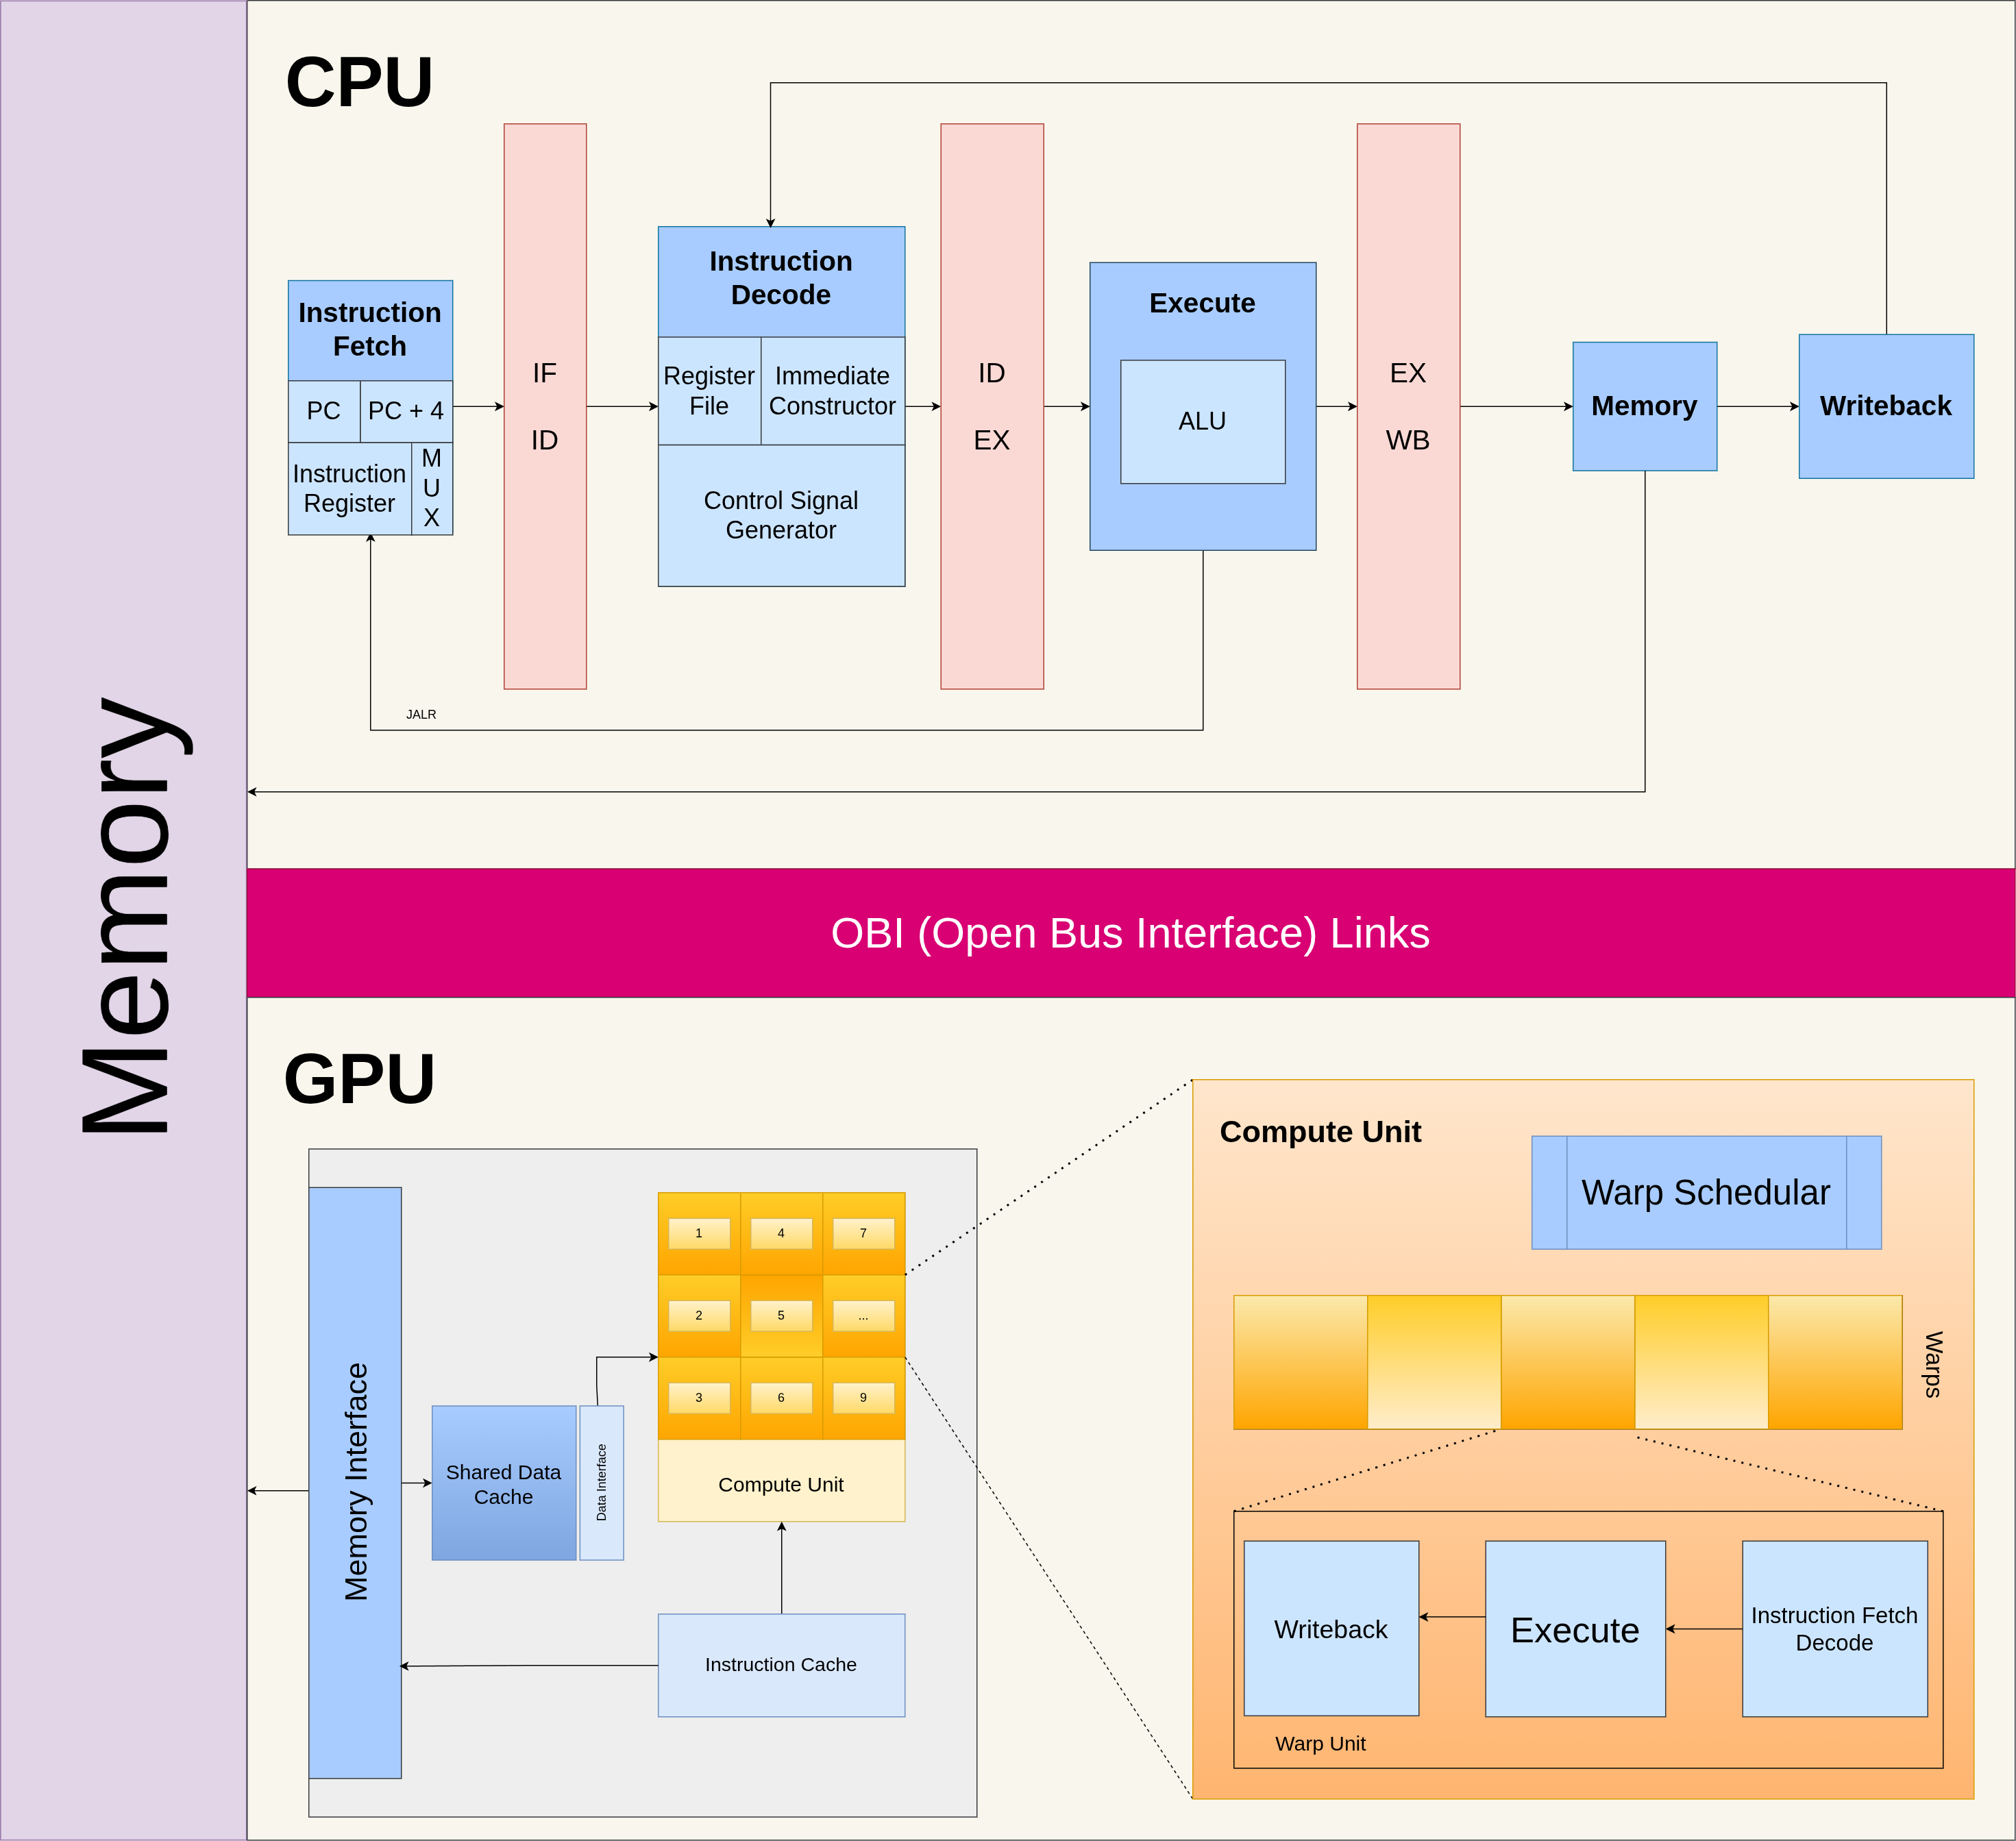 Memory
CPU
Instruction
Fetch
PC
PC + 4
Instruction
Register
M
U
X
IF
ID
Instruction
Decode
Register
File
Immediate
Constructor
Control Signal
Generator
ID
EX
Execute
ALU
EX
WB
Memory
Writeback
JALR
OBI (Open Bus Interface) Links
GPU
Memory Interface
Shared Data
Cache
Data Interface
1
4
7
2
5
...
3
6
9
Compute Unit
Instruction Cache
Compute Unit
Warp Schedular
Warps
Writeback
Execute
Instruction Fetch
Decode
Warp Unit